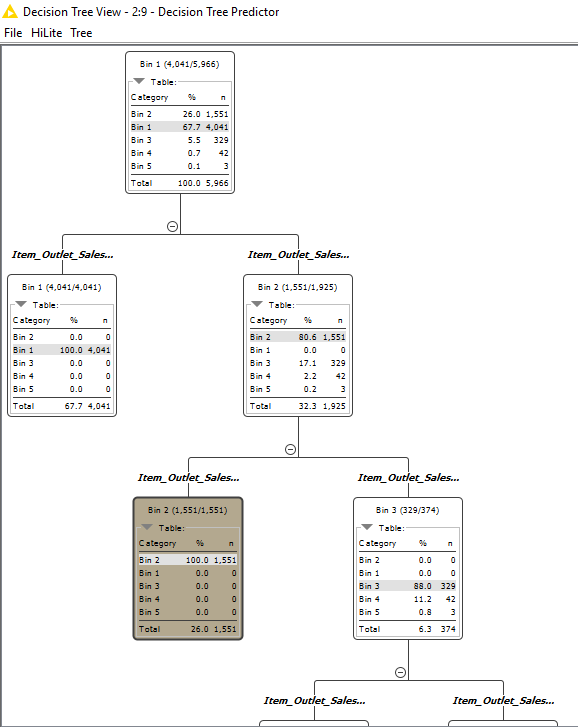 Decision Tree View - 2:9 - Decision Tree Predictor
File HiLite Tree
Bin 1 (4,041/5,966)
Table:
Category % n
Bin 2 26.0 1,551
Bin 1 67.7 4,041
Bin 3 5.5 329
Bin 4 0.7 42
Bin 5 0.1 3
Total 100.0 5,966
Item_Outlet_Sales...
Item_Outlet_Sales...
Bin 1 (4,041/4,041)
Table:
Category % n
Bin 2 0.0 0
Bin 1 100.0 4,041
Bin 3 0.0 0
Bin 4 0.0 0
Bin 5 0.0 0
Total 67.7 4,041
Bin 2 (1,551/1,925)
Table:
Category % n
Bin 2 80.6 1,551
Bin 1 0.0 0
Bin 3 17.1 329
Bin 4 2.2 42
Bin 5 0.2 3
Total 32.3 1,925
Item_Outlet_Sales...
Item_Outlet_Sales...
Bin 2 (1,551/1,551)
Table:
Category % n
Bin 2 100.0 1,551
Bin 1 0.0 0
Bin 3 0.0 0
Bin 4 0.0 0
Bin 5 0.0 0
Total 26.0 1,551
Bin 3 (329/374)
Table:
Category % n
Bin 2 0.0 0
Bin 1 0.0 0
Bin 3 88.0 329
Bin 4 11.2 42
Bin 5 0.8 3
Total 6.3 374
Item_Outlet_Sales...
Item_Outlet_Sales...